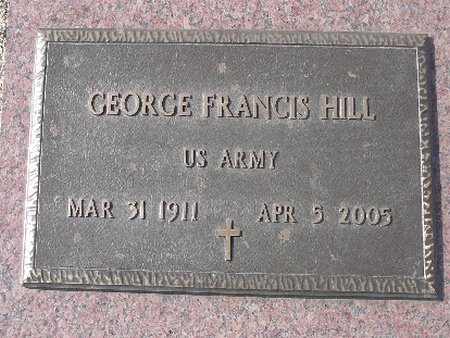 GEORGE FRANCIS HILL
US ARMY
MAR 31 1911 APR 5 2005